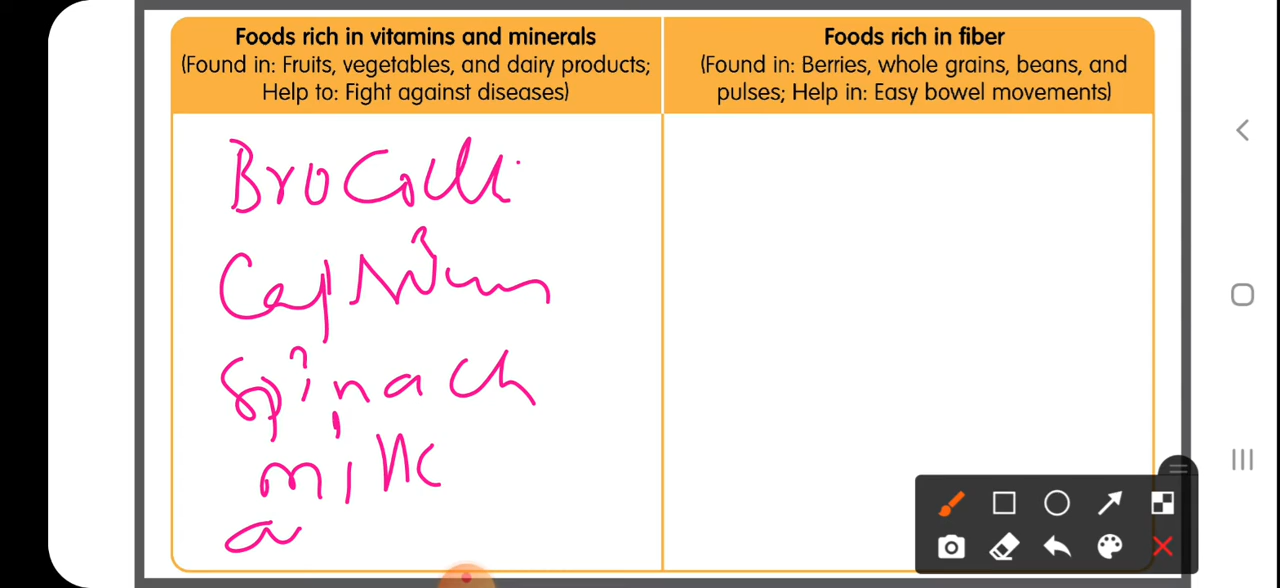 Foods rich in vitamins and minerals
(Found in: Fruits, vegetables, and dairy products;
Help to: Fight against diseases)
Foods rich in fiber
(Found in: Berries, whole grains, beans, and
pulses; Help in: Easy bowel movements)
Brocolli
Capsicum
Spinach
milk
a